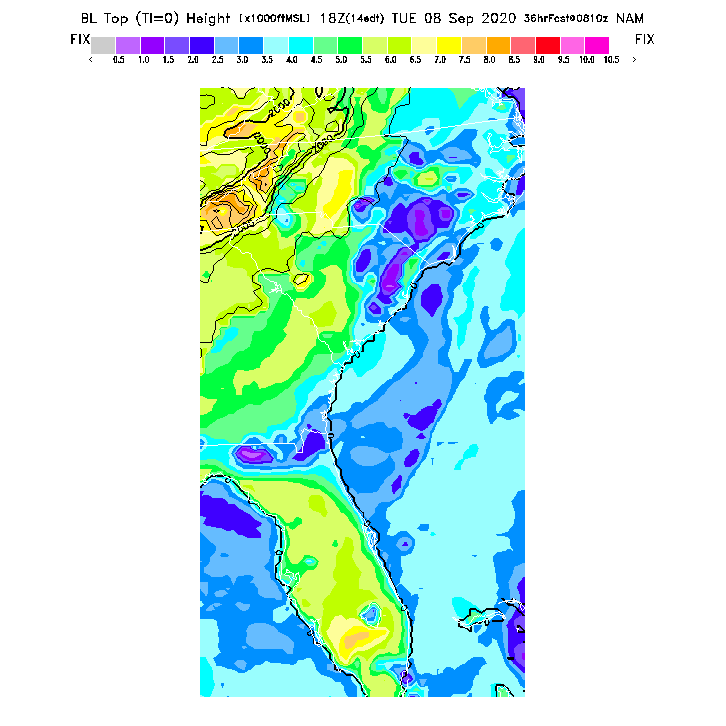 BL Top (TI=0) Height [x1000ftMSL] 18Z(14edt) TUE 08 Sep 2020 36hrFcst@0810z NAM
FIX FIX
< 0.5 1.0 1.5 2.0 2.5 3.0 3.5 4.0 4.5 5.0 5.5 6.0 6.5 7.0 7.5 8.0 8.5 9.0 9.5 10.0 10.5 >
2000
2000
2000